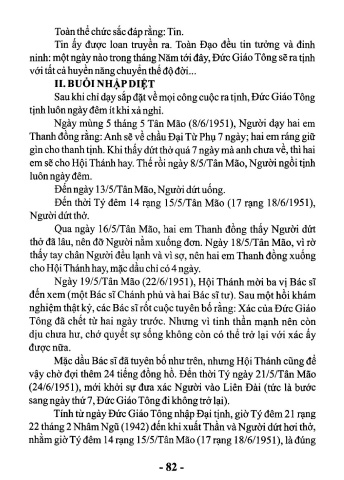 Toàn thể chức sắc đáp rằng: Tin.
Tin ấy được loan truyền ra. Toàn Đạo đều tin tưởng và đinh
ninh: một ngày nào trong tháng Năm tới đây, Đức Giáo Tông sẽ ra tịnh
với tất cả huyền năng chuyển thế độ đời...
II. BUỔI NHẬP DIỆT
Sau khi chỉ dạy sắp đặt về mọi công cuộc ra tịnh, Đức Giáo Tông
tịnh luôn ngày đêm ít khi xả nghỉ.
Ngày mùng 5 tháng 5 Tân Mão (8/6/1951), Người dạy hai em
Thanh đồng rằng: Anh sẽ về chầu Đại Từ Phụ 7 ngày; hai em ráng giữ
gìn cho thanh tịnh. Khi thấy dứt thở quá 7 ngày mà anh chưa về, thì hai
em sẽ cho Hội Thánh hay. Thế rồi ngày 8/5/Tân Mão, Người ngồi tịnh
luôn ngày đêm.
Đến ngày 13/5/Tân Mão, Người dứt uống.
Đến thời Tý đêm 14 rạng 15/5/Tân Mão (17 rạng 18/6/1951),
Người dứt thở.
Qua ngày 16/5/Tân Mão, hai em Thanh đồng thấy Người dứt
thở đã lâu, nên đỡ Người nằm xuống đơn. Ngày 18/5/Tân Mão, vì rờ
thấy tay chân Người đều lạnh và vì sợ, nên hai em Thanh đồng xuống
cho Hội Thánh hay, mặc dầu chỉ có 4 ngày.
Ngày 19/5/Tân Mão (22/6/1951), Hội Thánh mời ba vị Bác sĩ
đến xem (một Bác sĩ Chánh phủ và hai Bác sĩ tư). Sau một hồi khám
nghiệm thật kỹ, các Bác sĩ rốt cuộc tuyên bố rằng: Xác của Đức Giáo
Tông đã chết từ hai ngày trước. Nhưng vì tinh thần mạnh nên còn
dịu chưa hư, chớ quyết sự sống không còn có thể trở lại với xác ấy
được nữa.
Mặc dầu Bác sĩ đã tuyên bố như trên, nhưng Hội Thánh cũng để
vậy chờ đợi thêm 24 tiếng đồng hồ. Đến thời Tý ngày 21/5/Tân Mão
(24/6/1951), mới khởi sự đưa xác Người vào Liên Đài (tức là bước
sang ngày thứ 7, Đức Giáo Tông đi không trở lại).
Tính từ ngày Đức Giáo Tông nhập Đại tịnh, giờ Tý đêm 21 rạng
22 tháng 2 Nhâm Ngũ (1942) đến khi xuất Thần và Người dứt hơi thở,
nhằm giờ Tý đêm 14 rạng 15/5/Tân Mão (17 rạng 18/6/1951), là đúng
- 82 -